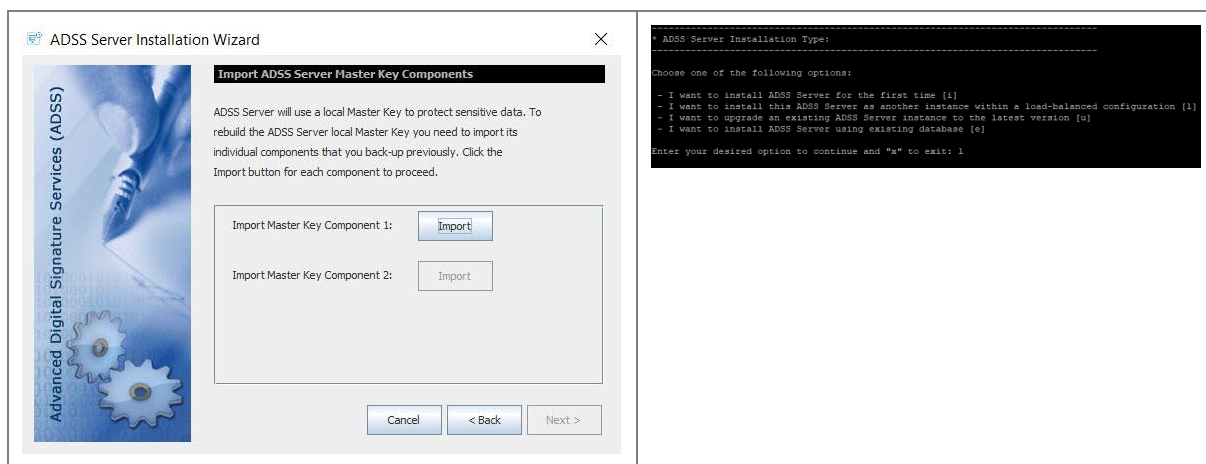 ADSS Server Installation Wizard
Advanced Digital Signature Services (ADSS)
Import ADSS Server Master Key Components
ADSS Server will use a local Master Key to protect sensitive data. To
rebuild the ADSS Server local Master Key you need to import its
individual components that you back-up previously. Click the
Import button for each component to proceed.
Import Master Key Component 1: Import
Import Master Key Component 2: Import
Cancel < Back Next >
* ADSS Server Installation Type:
Choose one of the following options:
- I want to install ADSS Server for the first time [i]
- I want to install this ADSS Server as another instance within a load-balanced configuration [l]
- I want to upgrade an existing ADSS Server instance to the latest version [u]
- I want to install ADSS Server using existing database [e]
Enter your desired option to continue and "x" to exit: l